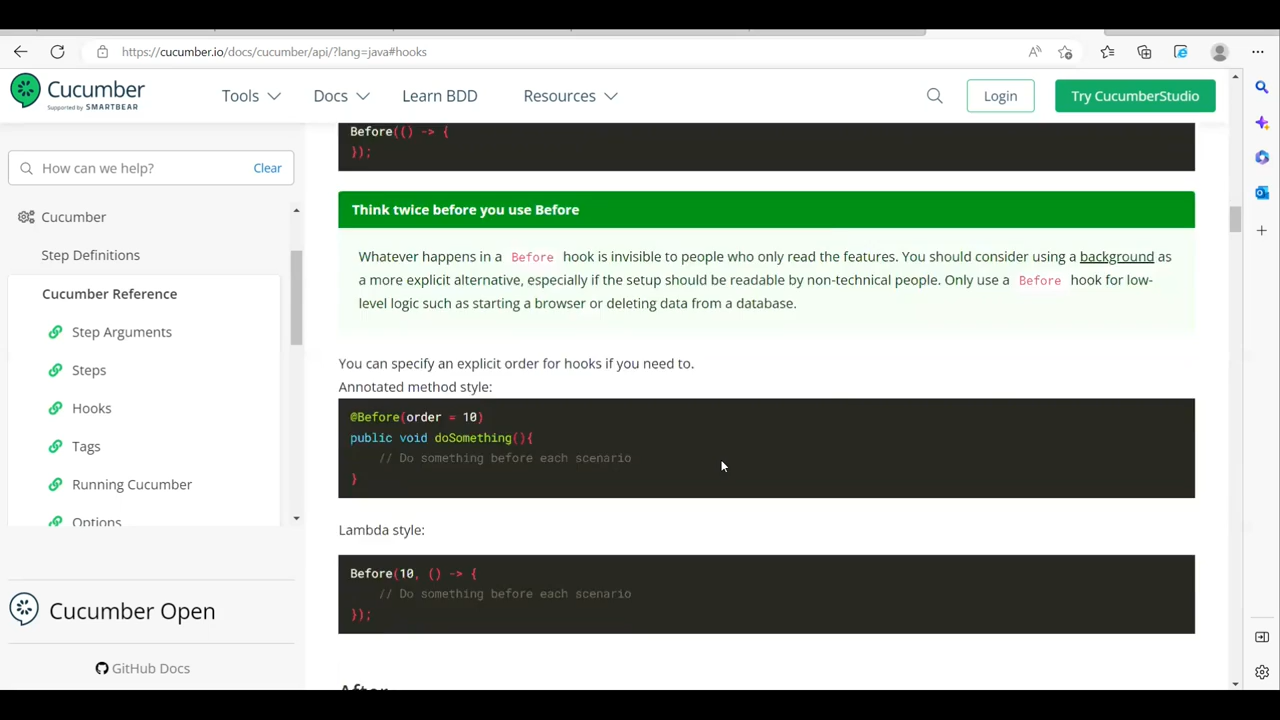 https://cucumber.io/docs/cucumber/api/?lang=java#hooks
Cucumber
Supported by SMARTBEAR
Tools
Docs
Learn BDD
Resources
Login
Try CucumberStudio
How can we help?
Clear
Cucumber
Step Definitions
Cucumber Reference
Step Arguments
Steps
Hooks
Tags
Running Cucumber
Options
Cucumber Open
GitHub Docs
Before(() -> {
});
Think twice before you use Before
Whatever happens in a Before hook is invisible to people who only read the features. You should consider using a background as
a more explicit alternative, especially if the setup should be readable by non-technical people. Only use a Before hook for low-
level logic such as starting a browser or deleting data from a database.
You can specify an explicit order for hooks if you need to.
Annotated method style:
@Before(order = 10)
public void doSomething(){
// Do something before each scenario
}
Lambda style:
Before(10, () -> {
// Do something before each scenario
});
After